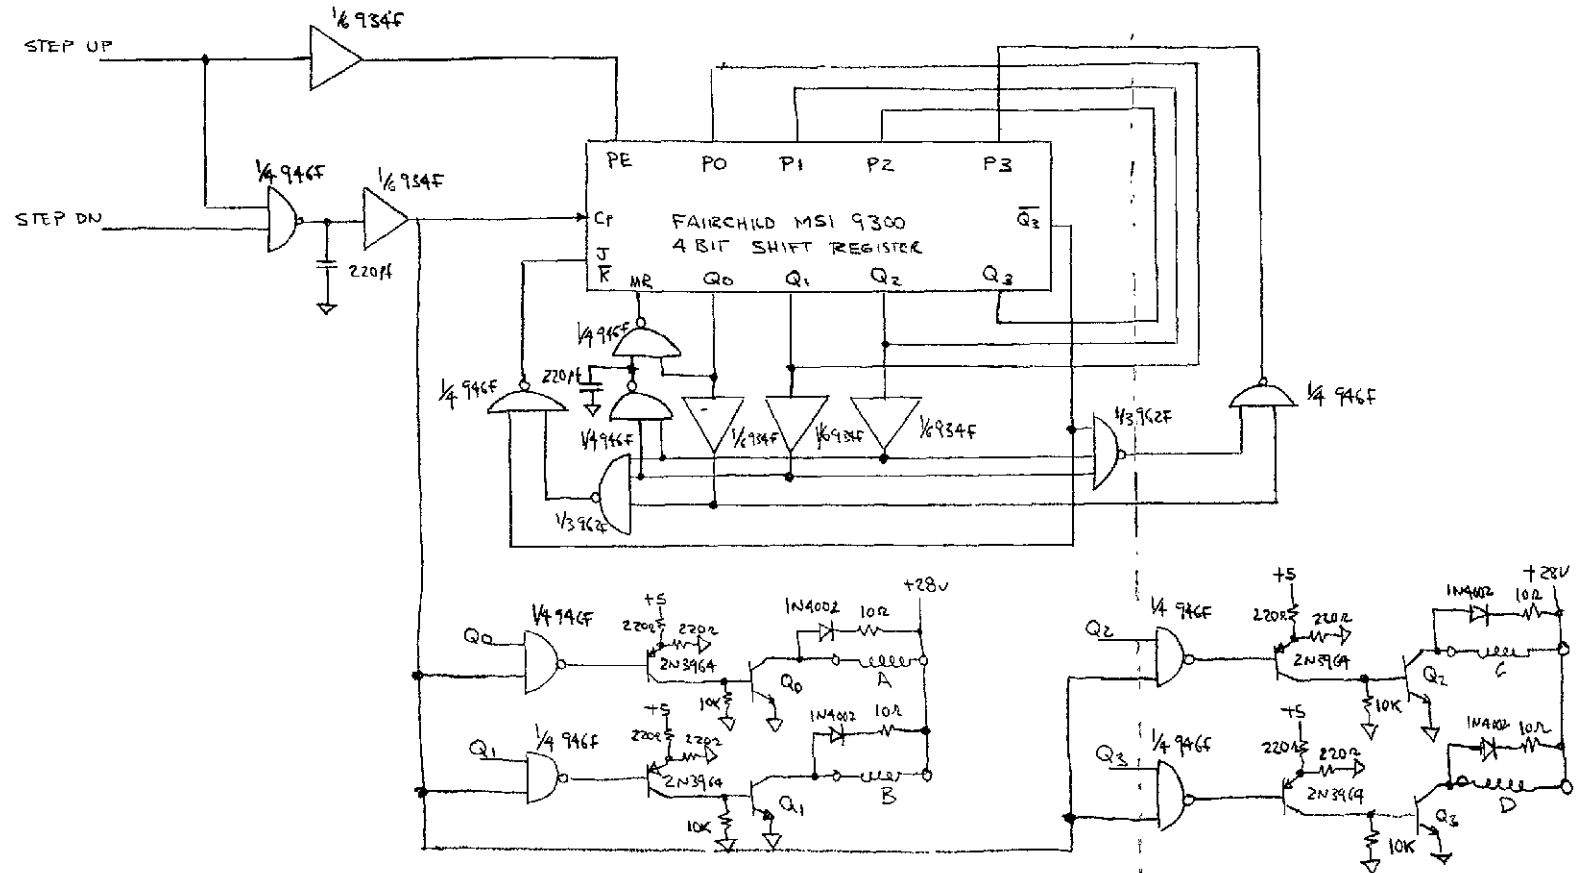 1/6 934F
STEP UP
1/4 946F
1/6 934F
STEP DN
220pf
PE P0 P1 P2 P3
CP
FAIRCHILD MSI 9300
4 BIT SHIFT REGISTER
Q̅3
J
K̅
MR
Q0 Q1 Q2 Q3
1/4 946F
220pf
1/4 946F
1/4 946F
1/6 934F
1/6 934F
1/6 934F
1/3 962F
1/4 946F
1/3 962F
Q0
1/4 946F
+5
220Ω
220Ω
2N3964
10K
Q0
1N4002
10Ω
+28V
A
Q1
1/4 946F
+5
220Ω
220Ω
2N3964
10K
Q1
1N4002
10Ω
B
Q2
1/4 946F
+5
220Ω
220Ω
2N3964
10K
Q2
1N4002
10Ω
+28V
C
Q3
1/4 946F
+5
220Ω
220Ω
2N3964
10K
Q3
1N4002
10Ω
D